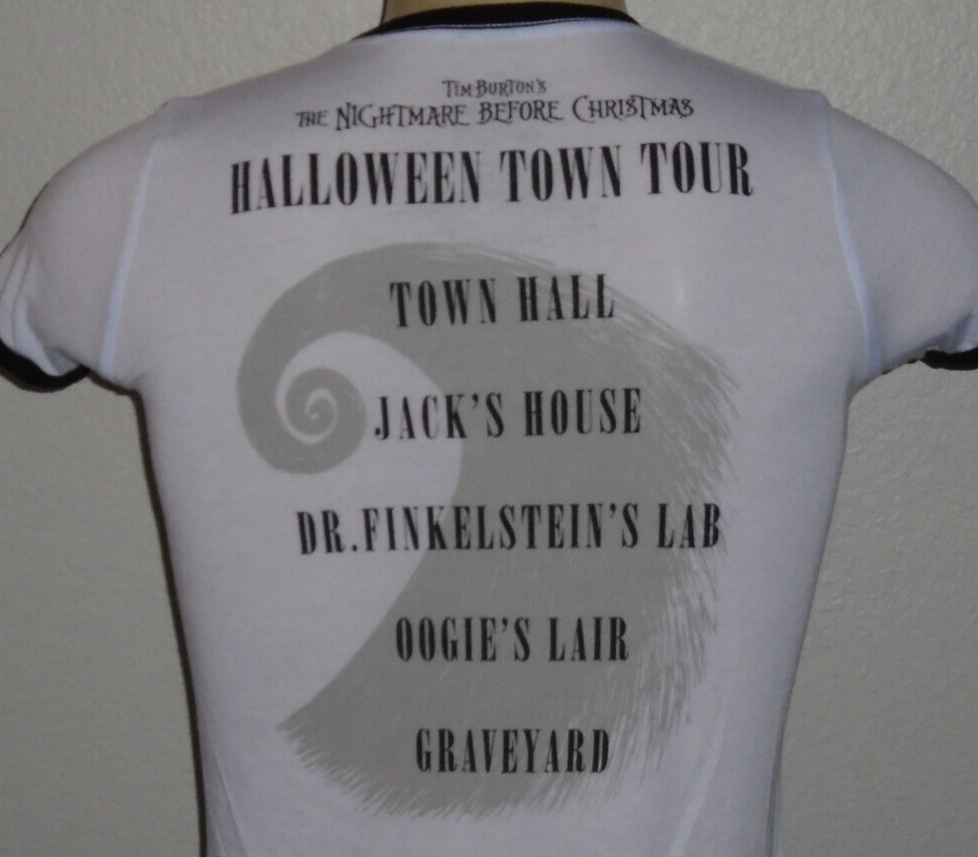 TIM BURTON'S
THE NIGHTMARE BEFORE CHRISTMAS
HALLOWEEN TOWN TOUR
TOWN HALL
JACK'S HOUSE
DR.FINKELSTEIN'S LAB
OOGIE'S LAIR
GRAVEYARD